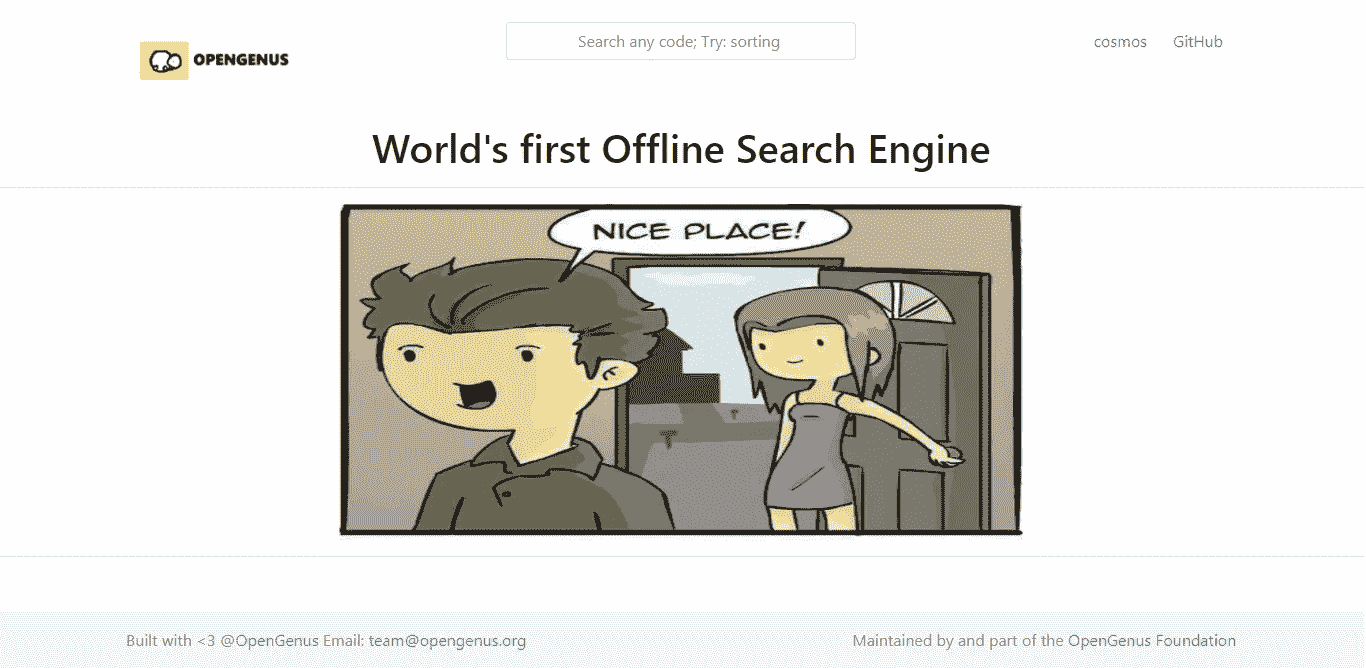 OPENGENUS
Search any code; Try: sorting
cosmos GitHub
World's first Offline Search Engine
NICE PLACE!
Built with <3 @OpenGenus Email: team@opengenus.org
Maintained by and part of the OpenGenus Foundation